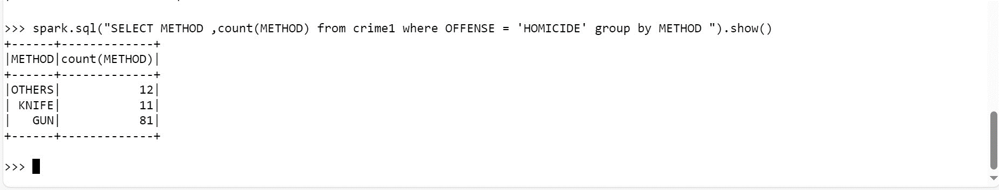 >>> spark.sql("SELECT METHOD ,count(METHOD) from crime1 where OFFENSE = 'HOMICIDE' group by METHOD ").show()
+------+-------------+
|METHOD|count(METHOD)|
+------+-------------+
|OTHERS|           12|
| KNIFE|           11|
|   GUN|           81|
+------+-------------+
>>>